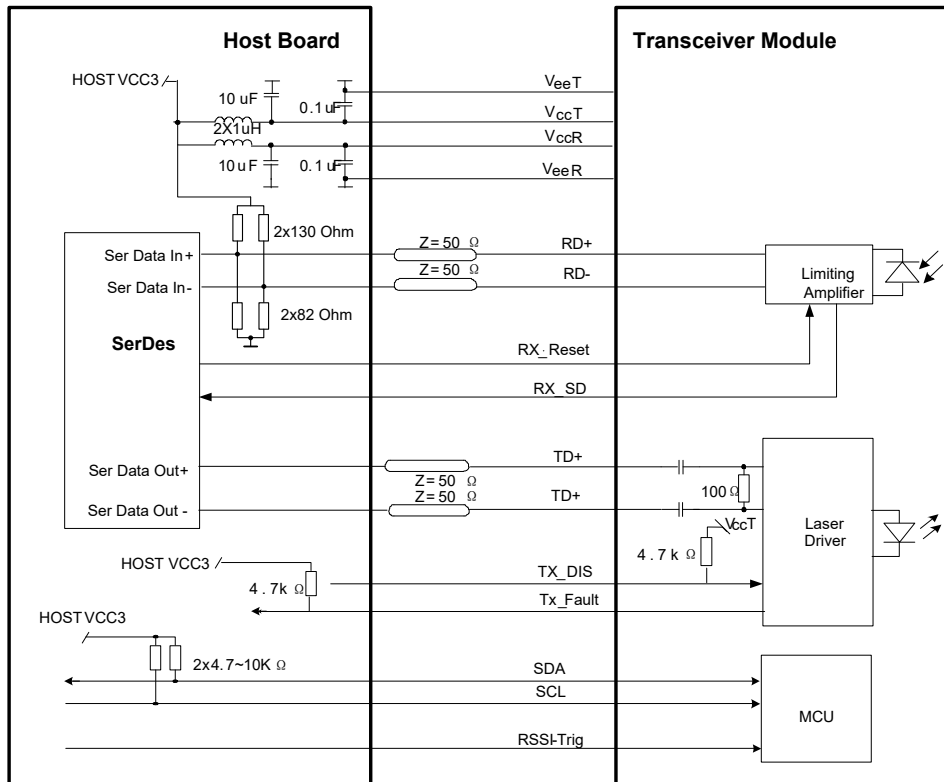 Host Board
Transceiver Module
HOST VCC3
10 uF
0.1 uF
VeeT
VccT
2X1uH
VccR
10 uF
0.1 uF
VeeR
2x130 Ohm
Ser Data In+
Z= 50 Ω
RD+
Ser Data In-
Z= 50 Ω
RD-
Limiting
Amplifier
2x82 Ohm
SerDes
RX_Reset
RX_SD
Ser Data Out+
Z= 50 Ω
TD+
Ser Data Out -
Z= 50 Ω
TD+
100Ω
VccT
Laser
Driver
HOST VCC3
4.7k Ω
4.7 k Ω
TX_DIS
Tx_Fault
HOST VCC3
2x4.7~10K Ω
SDA
SCL
MCU
RSSI-Trig